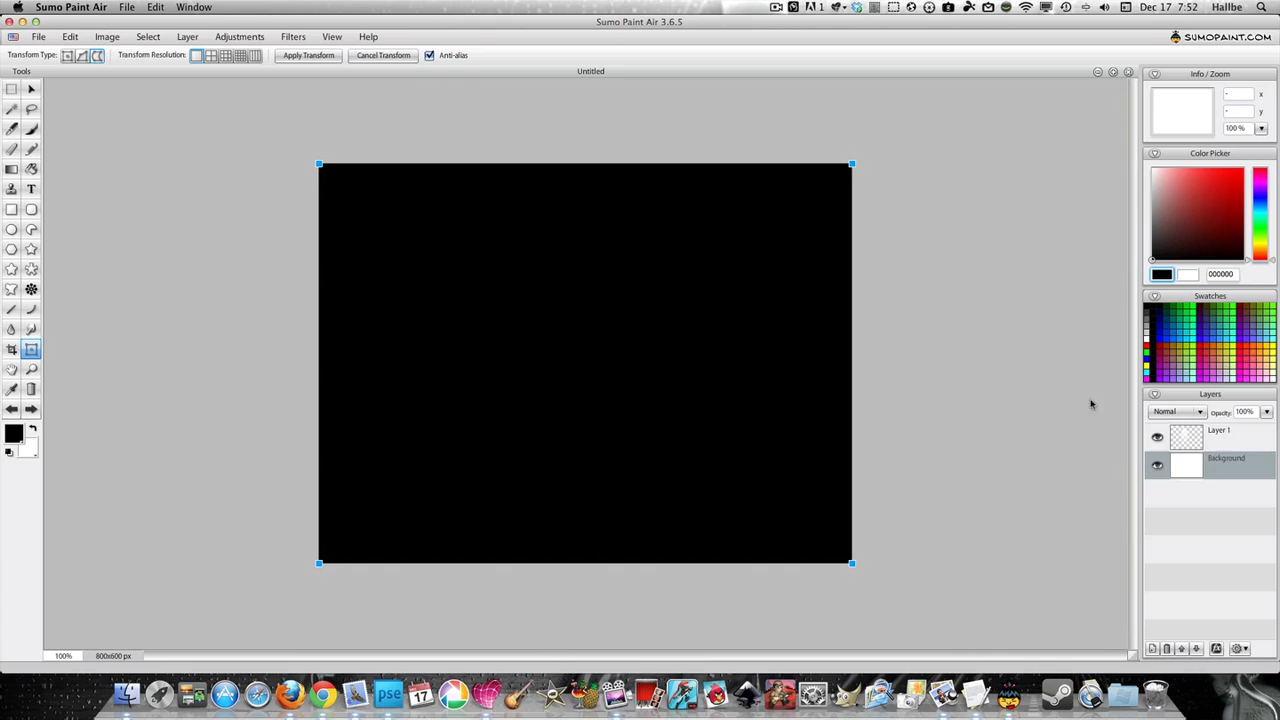 Sumo Paint Air File Edit Window 1 Dec 17 7:52 Hallbe
Sumo Paint Air 3.6.5
File Edit Image Select Layer Adjustments Filters View Help SUMOPAINT.COM
Transform Type: Transform Resolution: Apply Transform Cancel Transform Anti-alias
Tools Untitled
Info / Zoom
- x
- y
100 %
Color Picker
000000
Swatches
Layers
Normal Opacity: 100%
Layer 1
Background
T
100% 800x600 px
pse
17